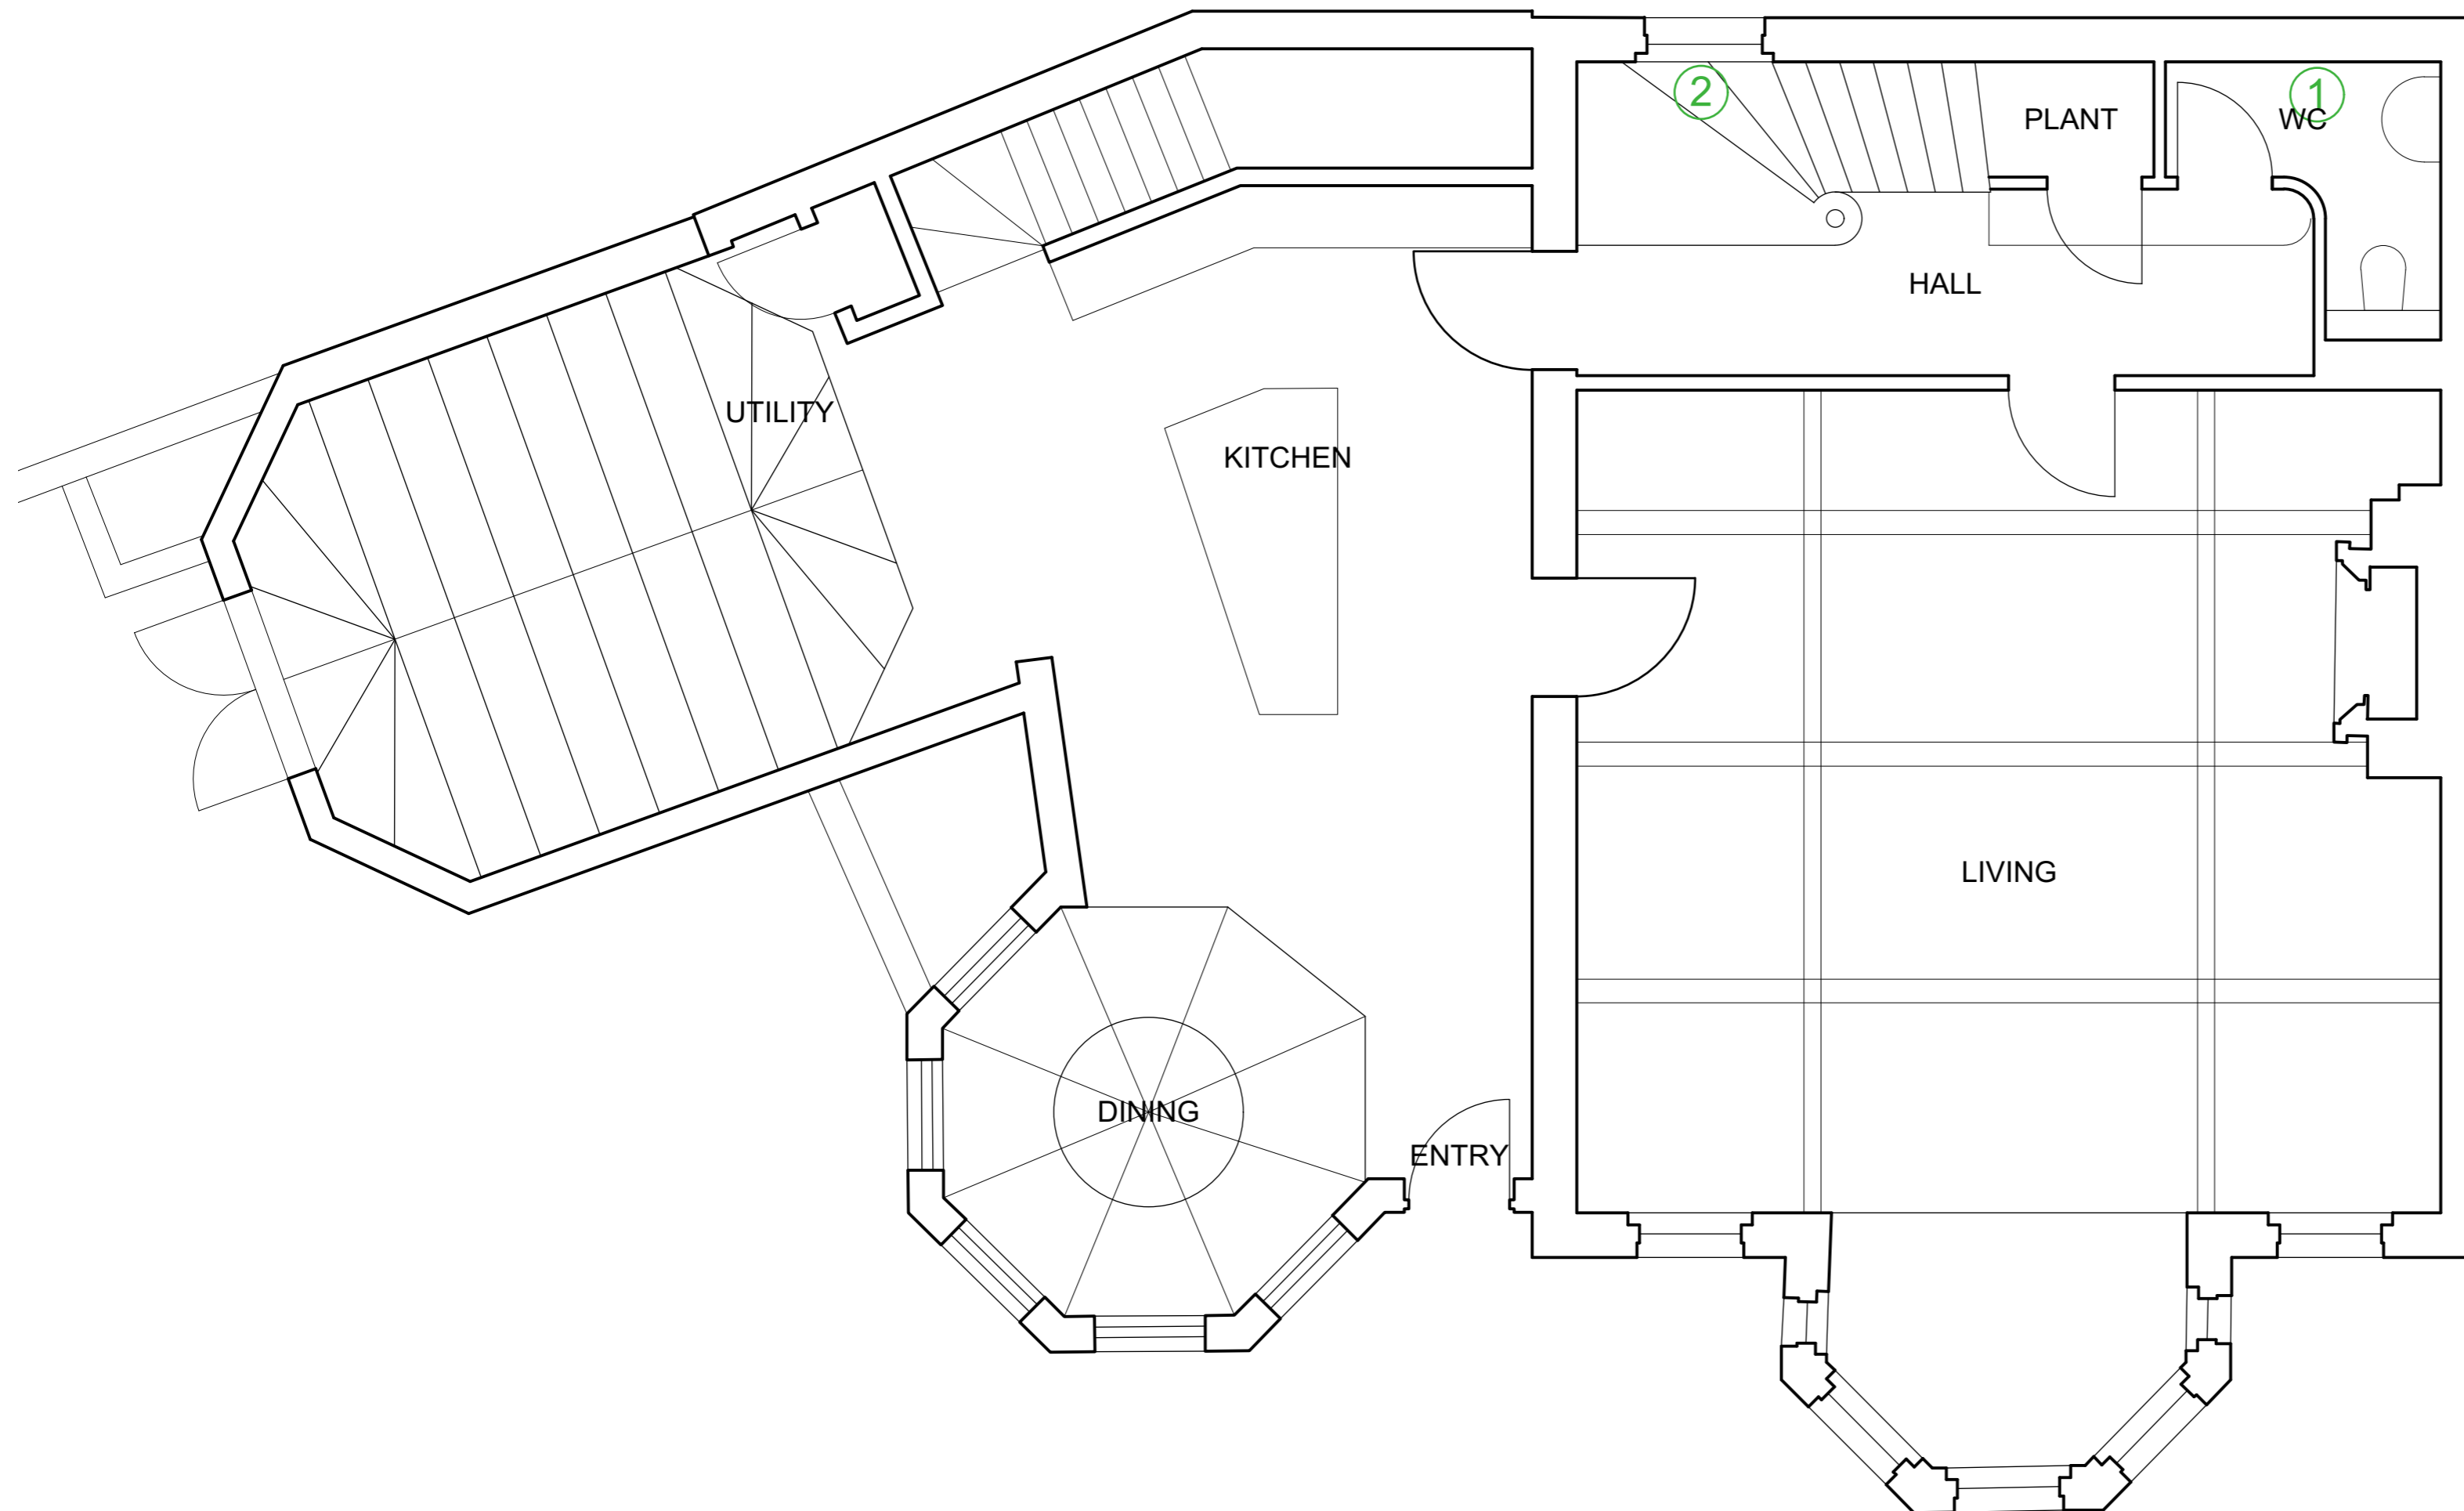 2
1
PLANT
WC
HALL
UTILITY
KITCHEN
LIVING
DINING
ENTRY